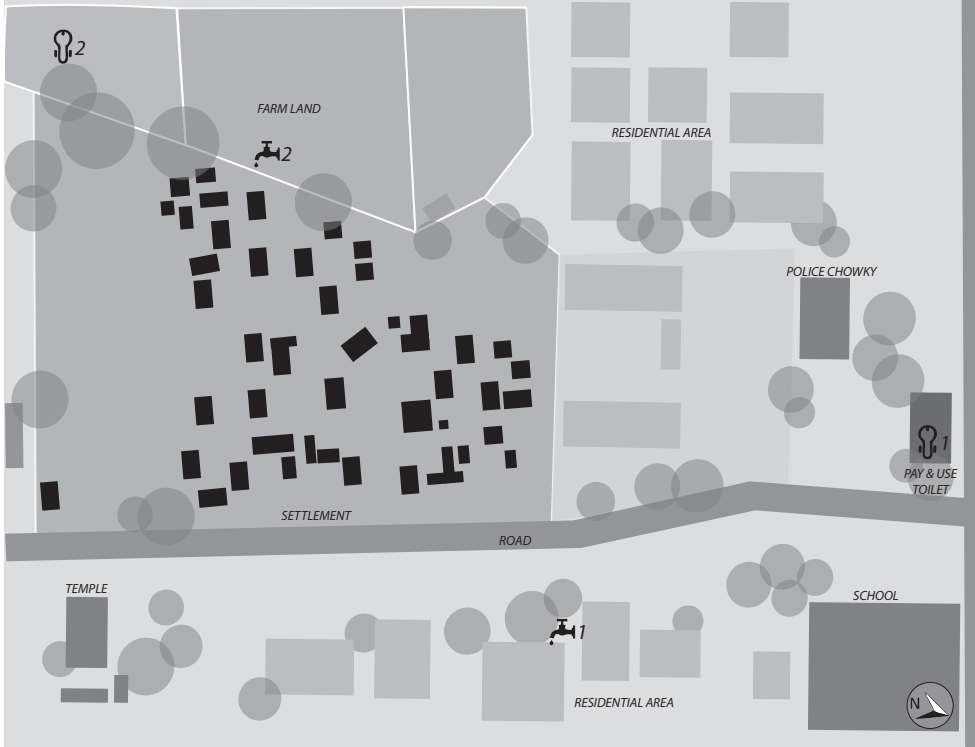 2
FARM LAND
2
RESIDENTIAL AREA
POLICE CHOWKY
1
PAY & USE
TOILET
SETTLEMENT
ROAD
TEMPLE
SCHOOL
1
RESIDENTIAL AREA
N